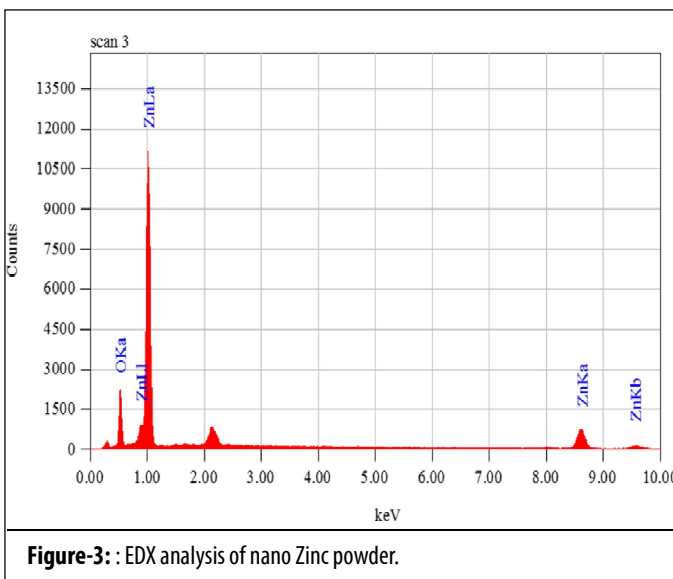 scan 3
13500
12000
10500
9000
7500
6000
4500
3000
1500
0
Counts
OKa
ZnLl
ZnLa
ZnKa
ZnKb
0.00 1.00 2.00 3.00 4.00 5.00 6.00 7.00 8.00 9.00 10.00
keV
Figure-3: : EDX analysis of nano Zinc powder.